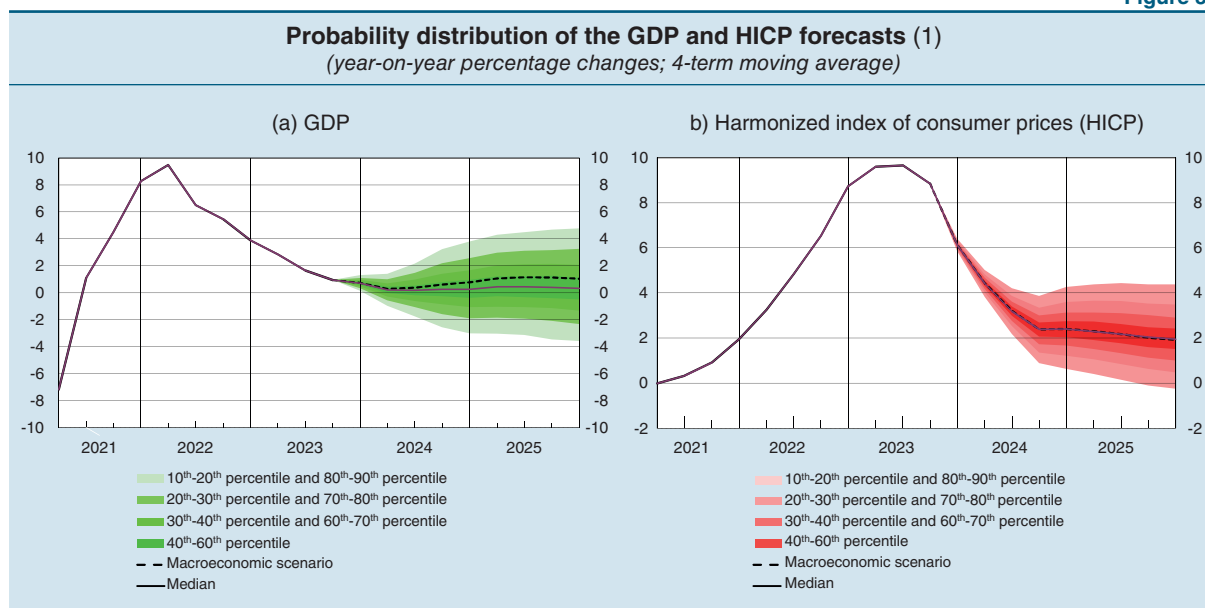 Probability distribution of the GDP and HICP forecasts (1)
(year-on-year percentage changes; 4-term moving average)
(a) GDP
10
8
6
4
2
0
-2
-4
-6
-8
-10
10
8
6
4
2
0
-2
-4
-6
-8
-10
2021 2022 2023 2024 2025
10th-20th percentile and 80th-90th percentile
20th-30th percentile and 70th-80th percentile
30th-40th percentile and 60th-70th percentile
40th-60th percentile
Macroeconomic scenario
Median
b) Harmonized index of consumer prices (HICP)
10
8
6
4
2
0
-2
10
8
6
4
2
0
-2
2021 2022 2023 2024 2025
10th-20th percentile and 80th-90th percentile
20th-30th percentile and 70th-80th percentile
30th-40th percentile and 60th-70th percentile
40th-60th percentile
Macroeconomic scenario
Median